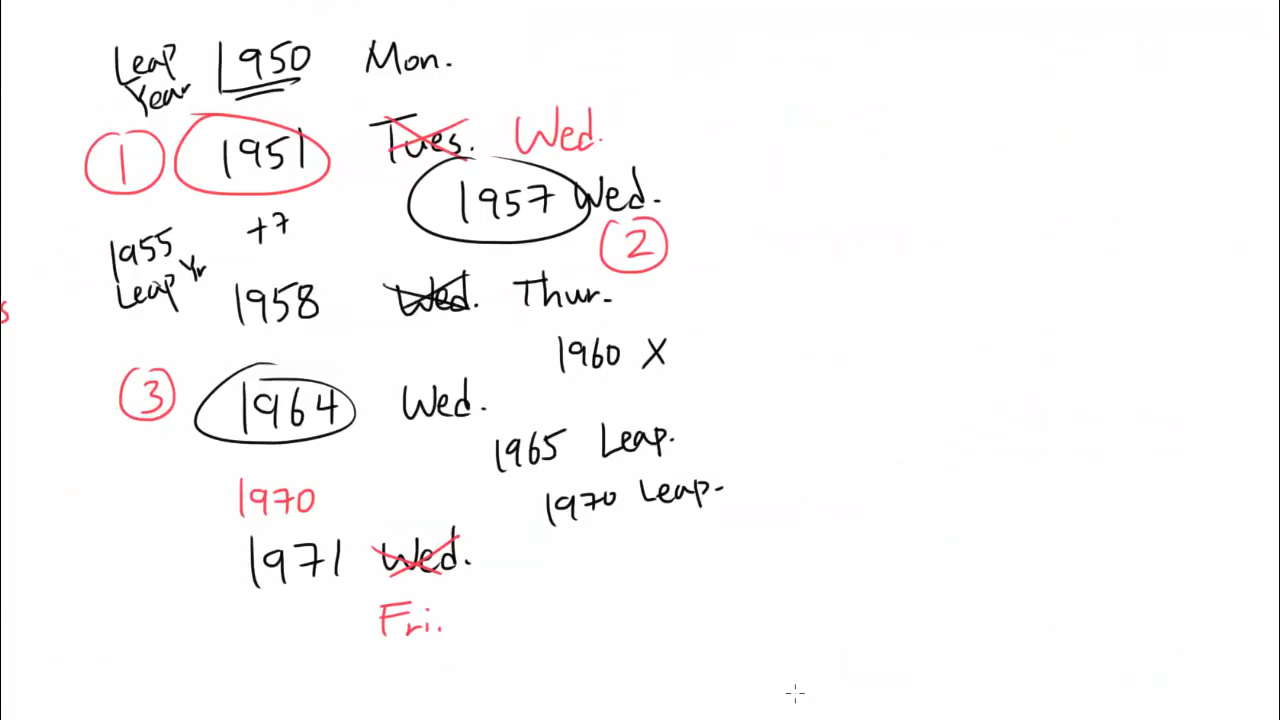 Leap 1950 Mon.
Year
1 1951 Tues. Wed.
1957 Wed.
+7
2
1955
Leap Yr
1958 Wed. Thur.
1960 X
3 1964 Wed.
1965 Leap.
1970 1970 Leap.
1971 Wed.
Fri.